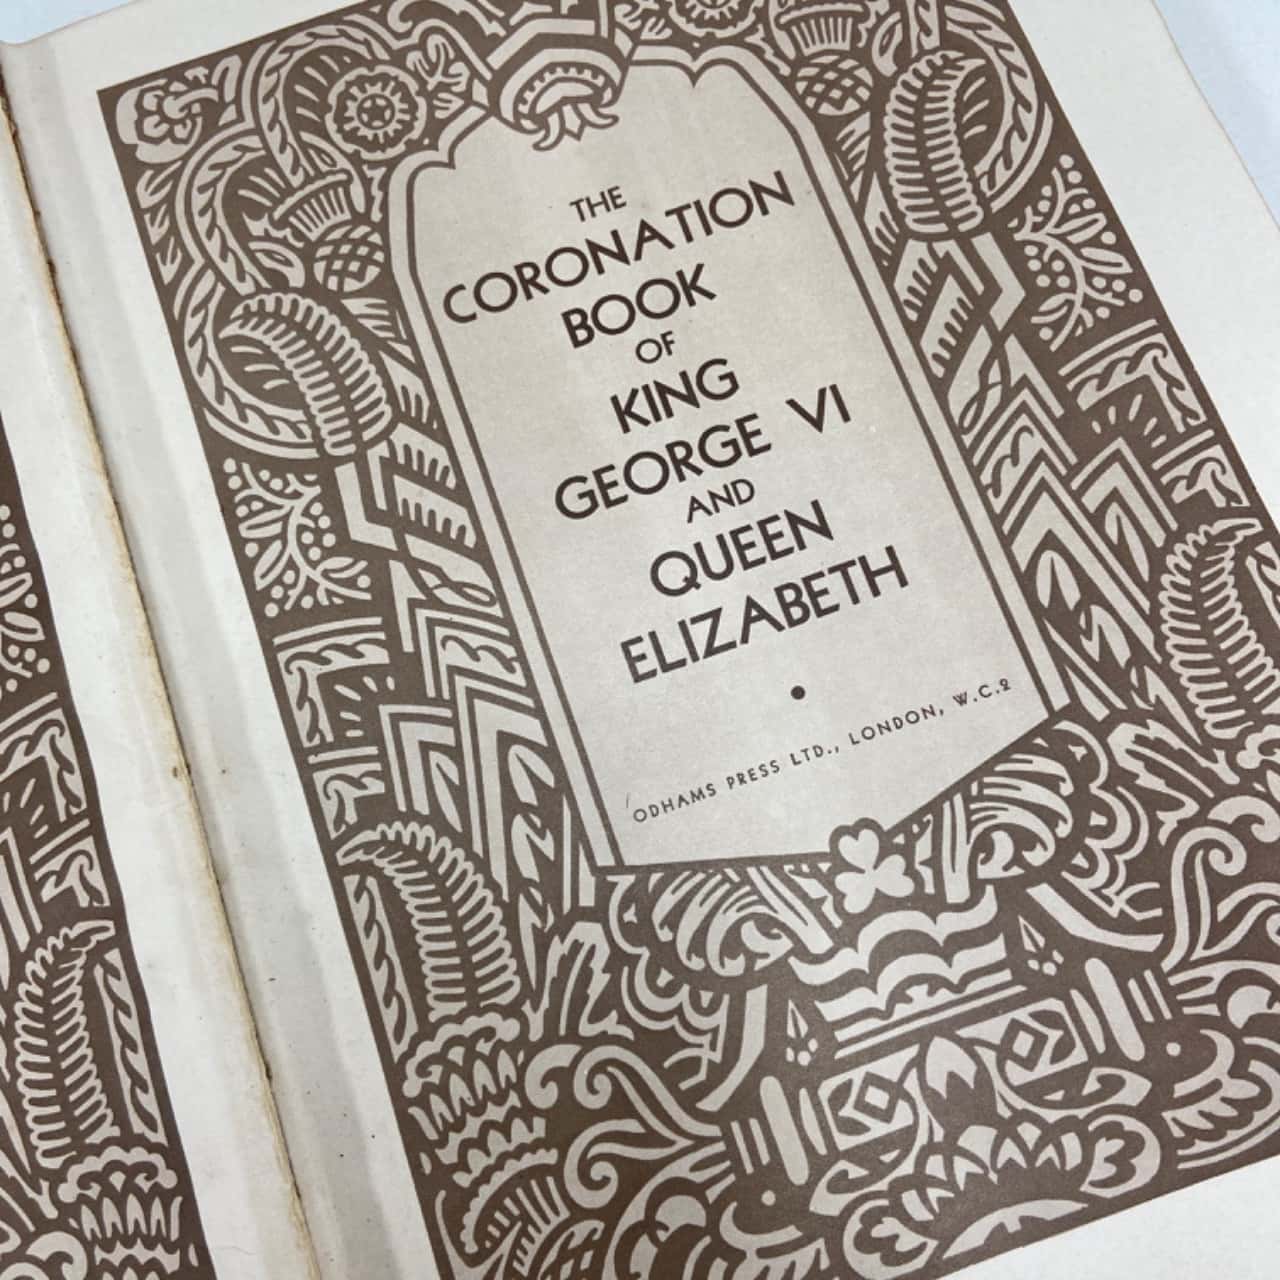 THE
CORONATION
BOOK
OF
KING
GEORGE VI
AND
QUEEN
ELIZABETH
ODHAMS PRESS LTD., LONDON, W.C.2